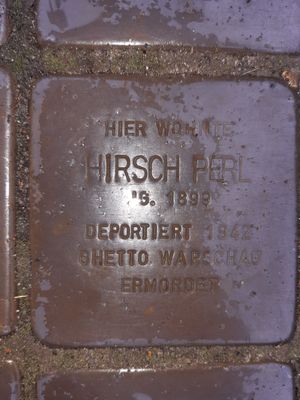 HIER WOHNTE
HIRSCH PERL
JG. 1899
DEPORTIERT 1942
GHETTO WARSCHAU
ERMORDET